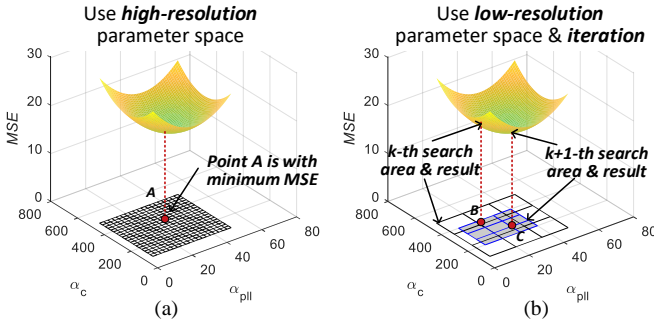 Use high-resolution
parameter space
30
20
10
0
MSE
Point A is with
minimum MSE
A
800
600
400
200
0
αc
0
20
40
60
80
αpll
(a)
Use low-resolution
parameter space & iteration
30
20
10
0
MSE
k-th search
area & result
k+1-th search
area & result
B
C
800
600
400
200
0
αc
0
20
40
60
80
αpll
(b)